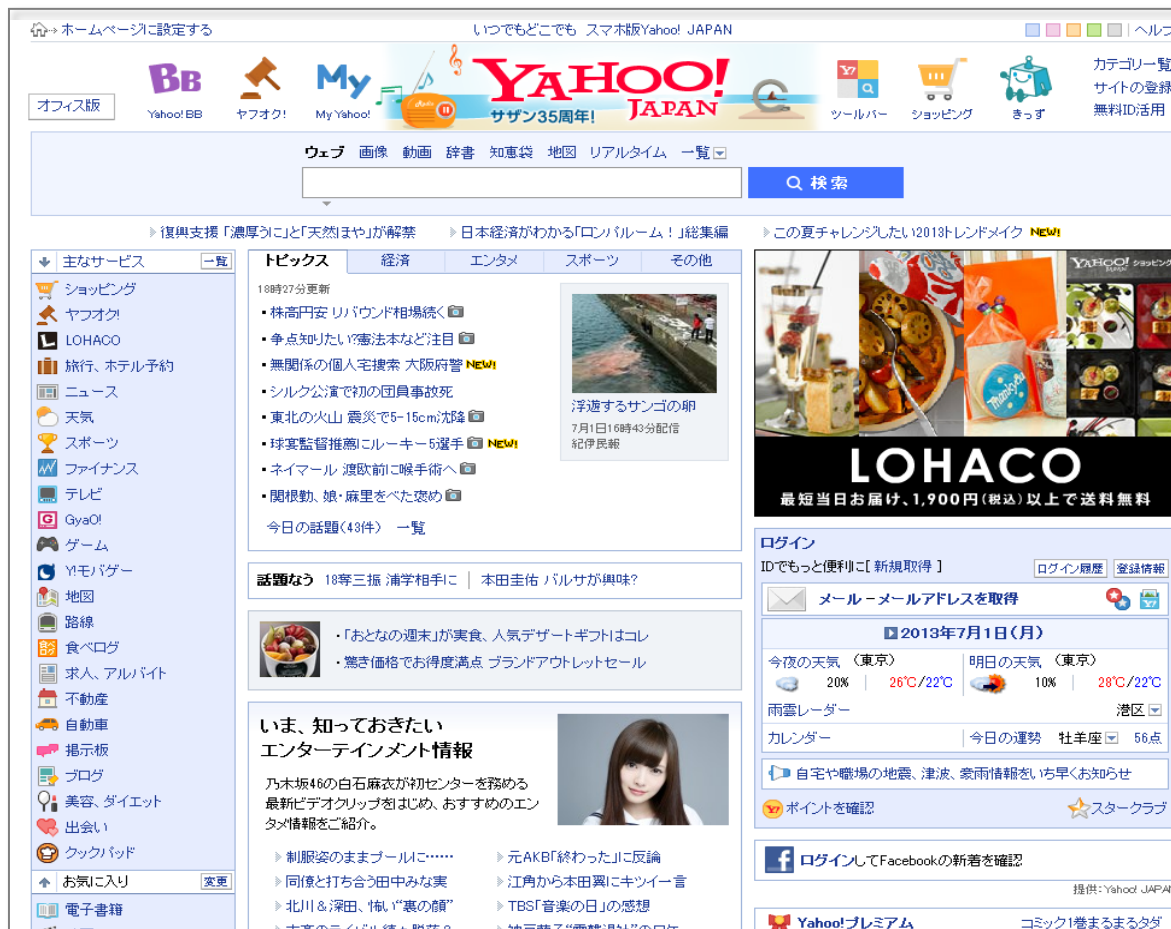 ホームページに設定する
いつでもどこでも スマホ版Yahoo! JAPAN
オフィス版
BB
Yahoo! BB
ヤフオク!
My
My Yahoo!
YAHOO!
JAPAN
サザン35周年!
ツールバー
ショッピング
きっず
カテゴリ一覧
サイトの登録
無料ID活用
ウェブ 画像 動画 辞書 知恵袋 地図 リアルタイム 一覧
検索
復興支援「濃厚うに」と「天然ほや」が解禁
日本経済がわかる「ロンパルーム!」総集編
この夏チャレンジしたい2013トレンドメイク NEW!
主なサービス 一覧
ショッピング
ヤフオク!
LOHACO
旅行、ホテル予約
ニュース
天気
スポーツ
ファイナンス
テレビ
GyaO!
ゲーム
Y!モバゲー
地図
路線
食べログ
求人、アルバイト
不動産
自動車
掲示板
ブログ
美容、ダイエット
出会い
クックパッド
お気に入り 変更
電子書籍
トピックス 経済 エンタメ スポーツ その他
18時27分更新
株高円安 リバウンド相場続く
争点知りたい?憲法本など注目
無関係の個人宅捜索 大阪府警 NEW!
シルク公演で初の団員事故死
東北の火山 震災で5-15cm沈降
球宴監督推薦にルーキー5選手 NEW!
ネイマール 渡欧前に喉手術へ
関根勤、娘・麻里をべた褒め
今日の話題(43件) 一覧
浮遊するサンゴの卵
7月1日16時43分配信
紀伊民報
話題なう 18奪三振 浦学相手に 本田圭佑 バルサが興味?
・「おとなの週末」が実食、人気デザートギフトはコレ
・驚き価格でお得度満点 ブランドアウトレットセール
いま、知っておきたい
エンターテインメント情報
乃木坂46の白石麻衣が初センターを務める
最新ビデオクリップをはじめ、おすすめのエン
タメ情報をご紹介。
制服姿のままプールに……
元AKB「終わった」に反論
同僚と打ち合う田中みな実
江角から本田翼にキツイ一言
北川&深田、怖い“裏の顔”
TBS「音楽の日」の感想
YAHOO! ショッピング
JAPAN
Thankyou
LOHACO
最短当日お届け、1,900円(税込)以上で送料無料
ログイン
IDでもっと便利に[ 新規取得 ]
ログイン履歴 登録情報
メール - メールアドレスを取得
2013年7月1日(月)
今夜の天気 (東京) 明日の天気 (東京)
20% 26℃/22℃ 10% 28℃/22℃
雨雲レーダー 港区
カレンダー 今日の運勢 牡羊座 56点
自宅や職場の地震、津波、豪雨情報をいち早くお知らせ
ポイントを確認 スタークラブ
ログインしてFacebookの新着を確認
提供:Yahoo! JAPAN
Yahoo!プレミアム コミック1巻まるまるタダ